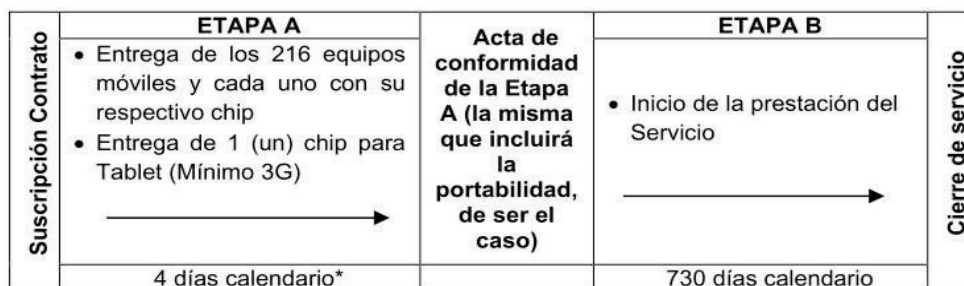 Suscripción Contrato
ETAPA A
• Entrega de los 216 equipos
móviles y cada uno con su
respectivo chip
• Entrega de 1 (un) chip para
Tablet (Mínimo 3G)
4 días calendario*
Acta de
conformidad
de la Etapa
A (la misma
que incluirá
la
portabilidad,
de ser el
caso)
ETAPA B
• Inicio de la prestación del
Servicio
730 días calendario
Cierre de servicio